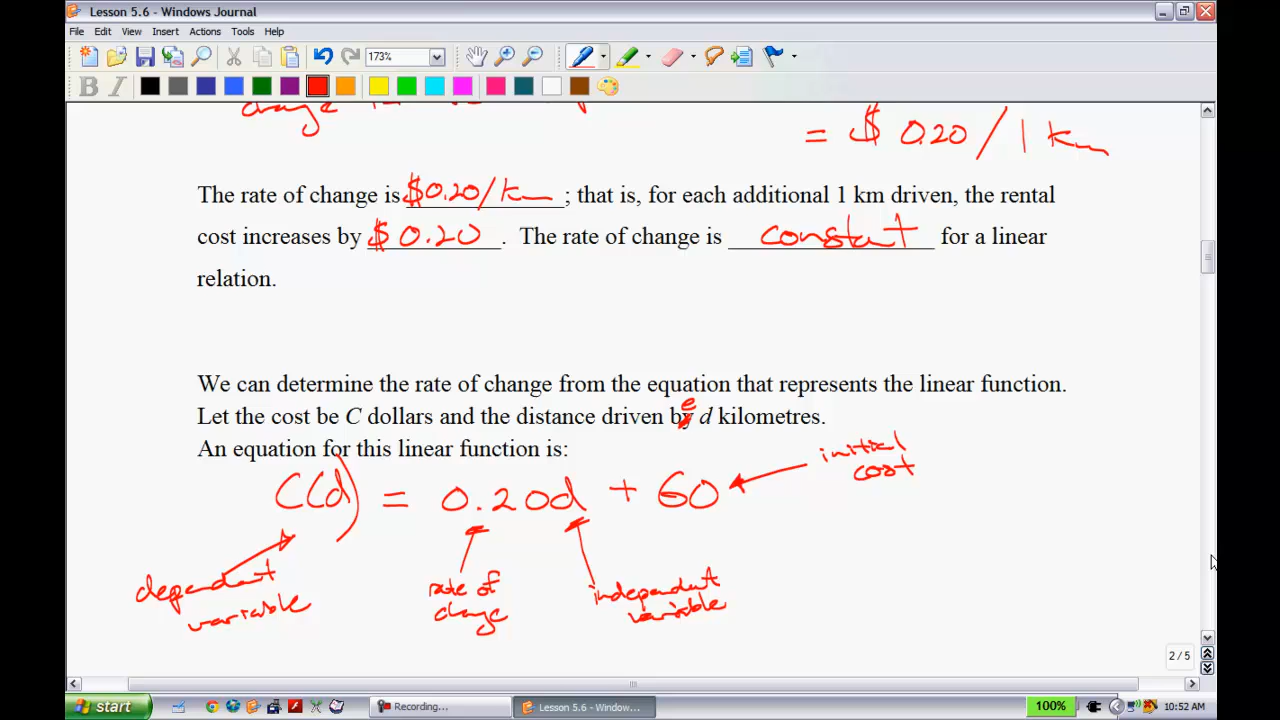 Lesson 5.6 - Windows Journal
File Edit View Insert Actions Tools Help
173%
B I
change
= $ 0.20 / 1 km
The rate of change is $0.20/km ; that is, for each additional 1 km driven, the rental
cost increases by $ 0.20 . The rate of change is constant for a linear
relation.
We can determine the rate of change from the equation that represents the linear function.
Let the cost be C dollars and the distance driven be d kilometres.
An equation for this linear function is:
initial
cost
C(d) = 0.20d + 60
dependent
variable
rate of
change
independent
variable
2 / 5
start Recording... Lesson 5.6 - Window... 100% 10:52 AM